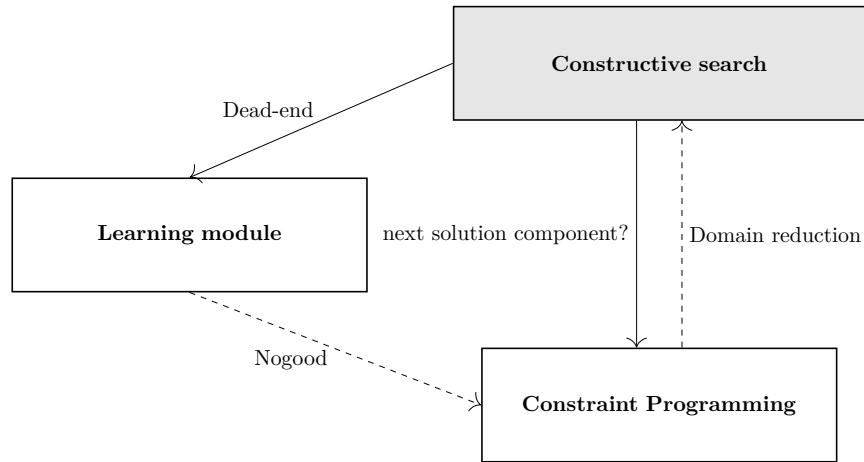 Constructive search
Dead-end
Learning module
next solution component?
Domain reduction
Nogood
Constraint Programming